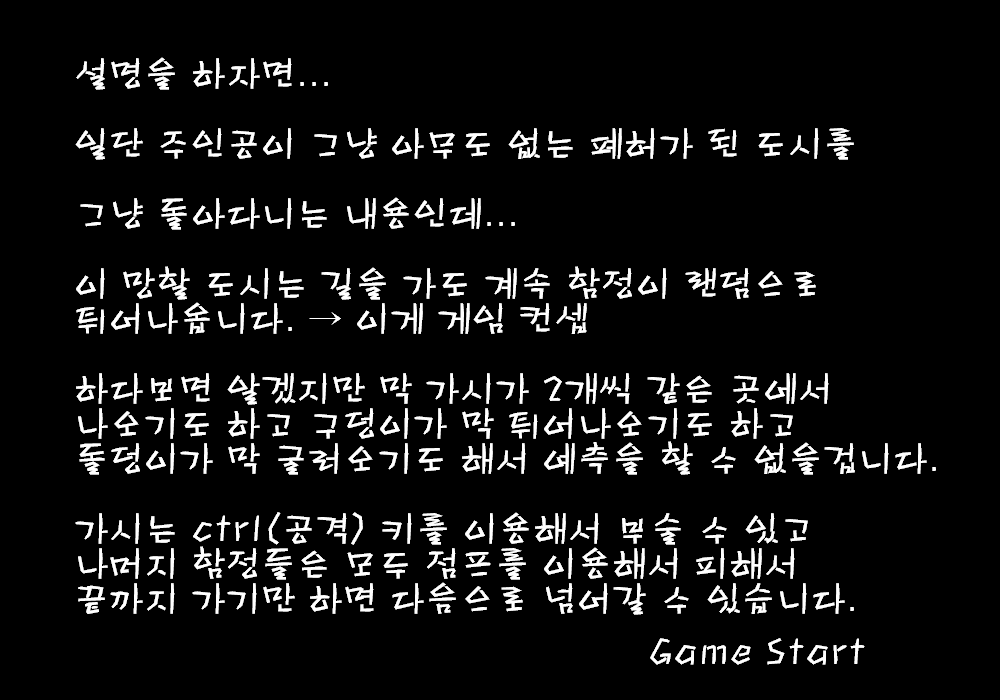 설명을 하자면...
일단 주인공이 그냥 아무도 없는 폐허가 된 도시를
그냥 돌아다니는 내용인데...
이 망할 도시는 길을 가도 계속 함정이 랜덤으로
튀어나옵니다. → 이게 게임 컨셉
하다보면 알겠지만 막 가시가 2개씩 같은 곳에서
나오기도 하고 구덩이가 막 튀어나오기도 하고
돌덩이가 막 굴러오기도 해서 예측을 할 수 없을겁니다.
가시는 ctrl(공격) 키를 이용해서 부술 수 있고
나머지 함정들은 모두 점프를 이용해서 피해서
끝까지 가기만 하면 다음으로 넘어갈 수 있습니다.
Game Start